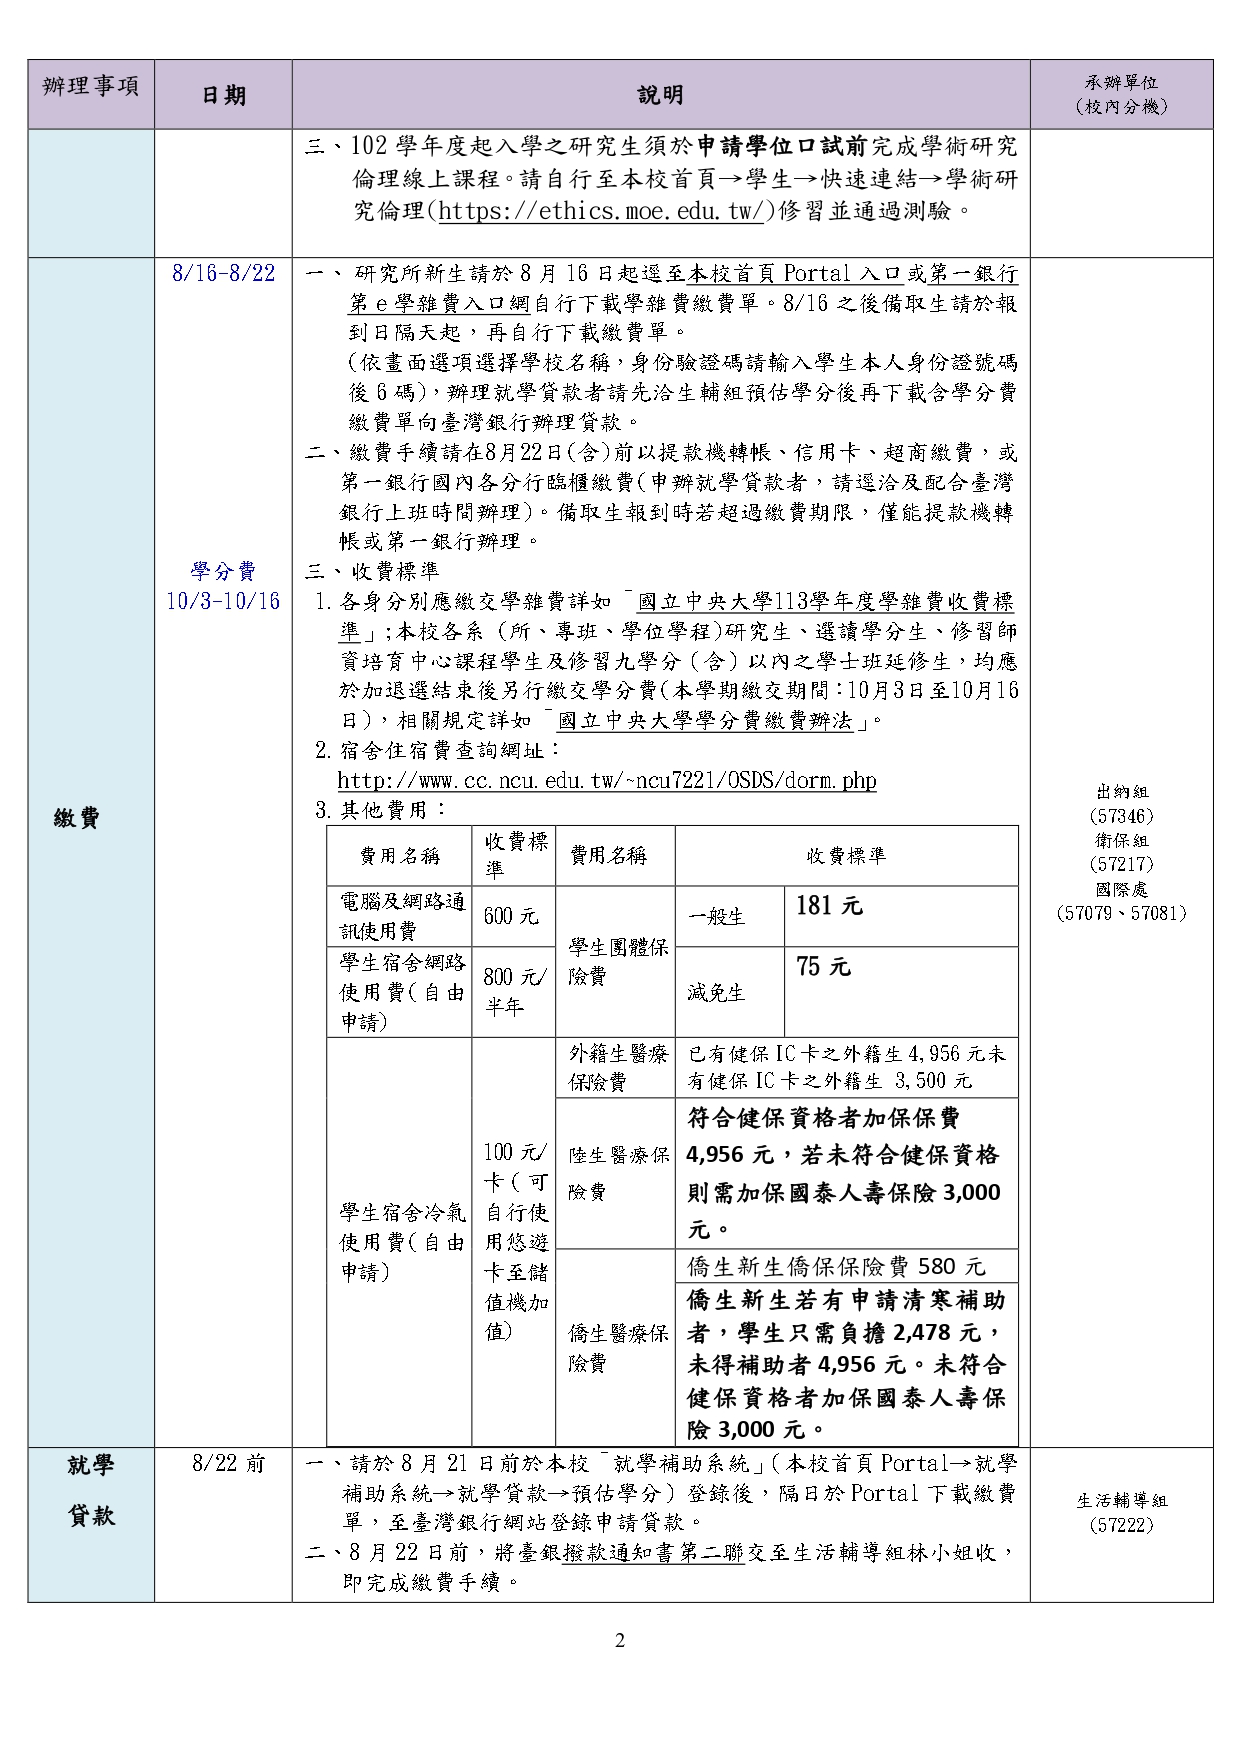 辦理事項
日期
說明
承辦單位
(校內分機)
三、102 學年度起入學之研究生須於申請學位口試前完成學術研究
倫理線上課程。請自行至本校首頁→學生→快速連結→學術研
究倫理(https://ethics.moe.edu.tw/)修習並通過測驗。
繳費
8/16-8/22
一、 研究所新生請於 8 月 16 日起逕至本校首頁 Portal 入口或第一銀行
第 e 學雜費入口網自行下載學雜費繳費單。8/16 之後備取生請於報
到日隔天起，再自行下載繳費單。
(依畫面選項選擇學校名稱，身份驗證碼請輸入學生本人身份證號碼
後 6 碼)，辦理就學貸款者請先洽生輔組預估學分後再下載含學分費
繳費單向臺灣銀行辦理貸款。
二、繳費手續請在8月22日(含)前以提款機轉帳、信用卡、超商繳費，或
第一銀行國內各分行臨櫃繳費(申辦就學貸款者，請逕洽及配合臺灣
銀行上班時間辦理)。備取生報到時若超過繳費期限，僅能提款機轉
帳或第一銀行辦理。
學分費
10/3-10/16
三、收費標準
1. 各身分別應繳交學雜費詳如「國立中央大學113學年度學雜費收費標
準」;本校各系 (所、專班、學位學程)研究生、選讀學分生、修習師
資培育中心課程學生及修習九學分（含）以內之學士班延修生，均應
於加退選結束後另行繳交學分費(本學期繳交期間：10月3日至10月16
日)，相關規定詳如「國立中央大學學分費繳費辦法」。
2. 宿舍住宿費查詢網址：
http://www.cc.ncu.edu.tw/~ncu7221/OSDS/dorm.php
3. 其他費用：
費用名稱
收費標
準
費用名稱
收費標準
電腦及網路通
訊使用費
600 元
學生團體保
險費
一般生
181 元
學生宿舍網路
使用費(自由
申請)
800 元/
半年
減免生
75 元
學生宿舍冷氣
使用費(自由
申請)
100 元/
卡（可
自行使
用悠遊
卡至儲
值機加
值)
外籍生醫療
保險費
已有健保 IC 卡之外籍生 4,956 元未
有健保 IC 卡之外籍生 3,500 元
陸生醫療保
險費
符合健保資格者加保保費
4,956 元，若未符合健保資格
則需加保國泰人壽保險 3,000
元。
僑生醫療保
險費
僑生新生僑保保險費 580 元
僑生新生若有申請清寒補助
者，學生只需負擔 2,478 元，
未得補助者 4,956 元。未符合
健保資格者加保國泰人壽保
險 3,000 元。
出納組
(57346)
衛保組
(57217)
國際處
(57079、57081)
就學
貸款
8/22 前
一、請於 8 月 21 日前於本校「就學補助系統」(本校首頁 Portal→就學
補助系統→就學貸款→預估學分）登錄後，隔日於 Portal 下載繳費
單，至臺灣銀行網站登錄申請貸款。
二、8 月 22 日前，將臺銀撥款通知書第二聯交至生活輔導組林小姐收，
即完成繳費手續。
生活輔導組
(57222)
2